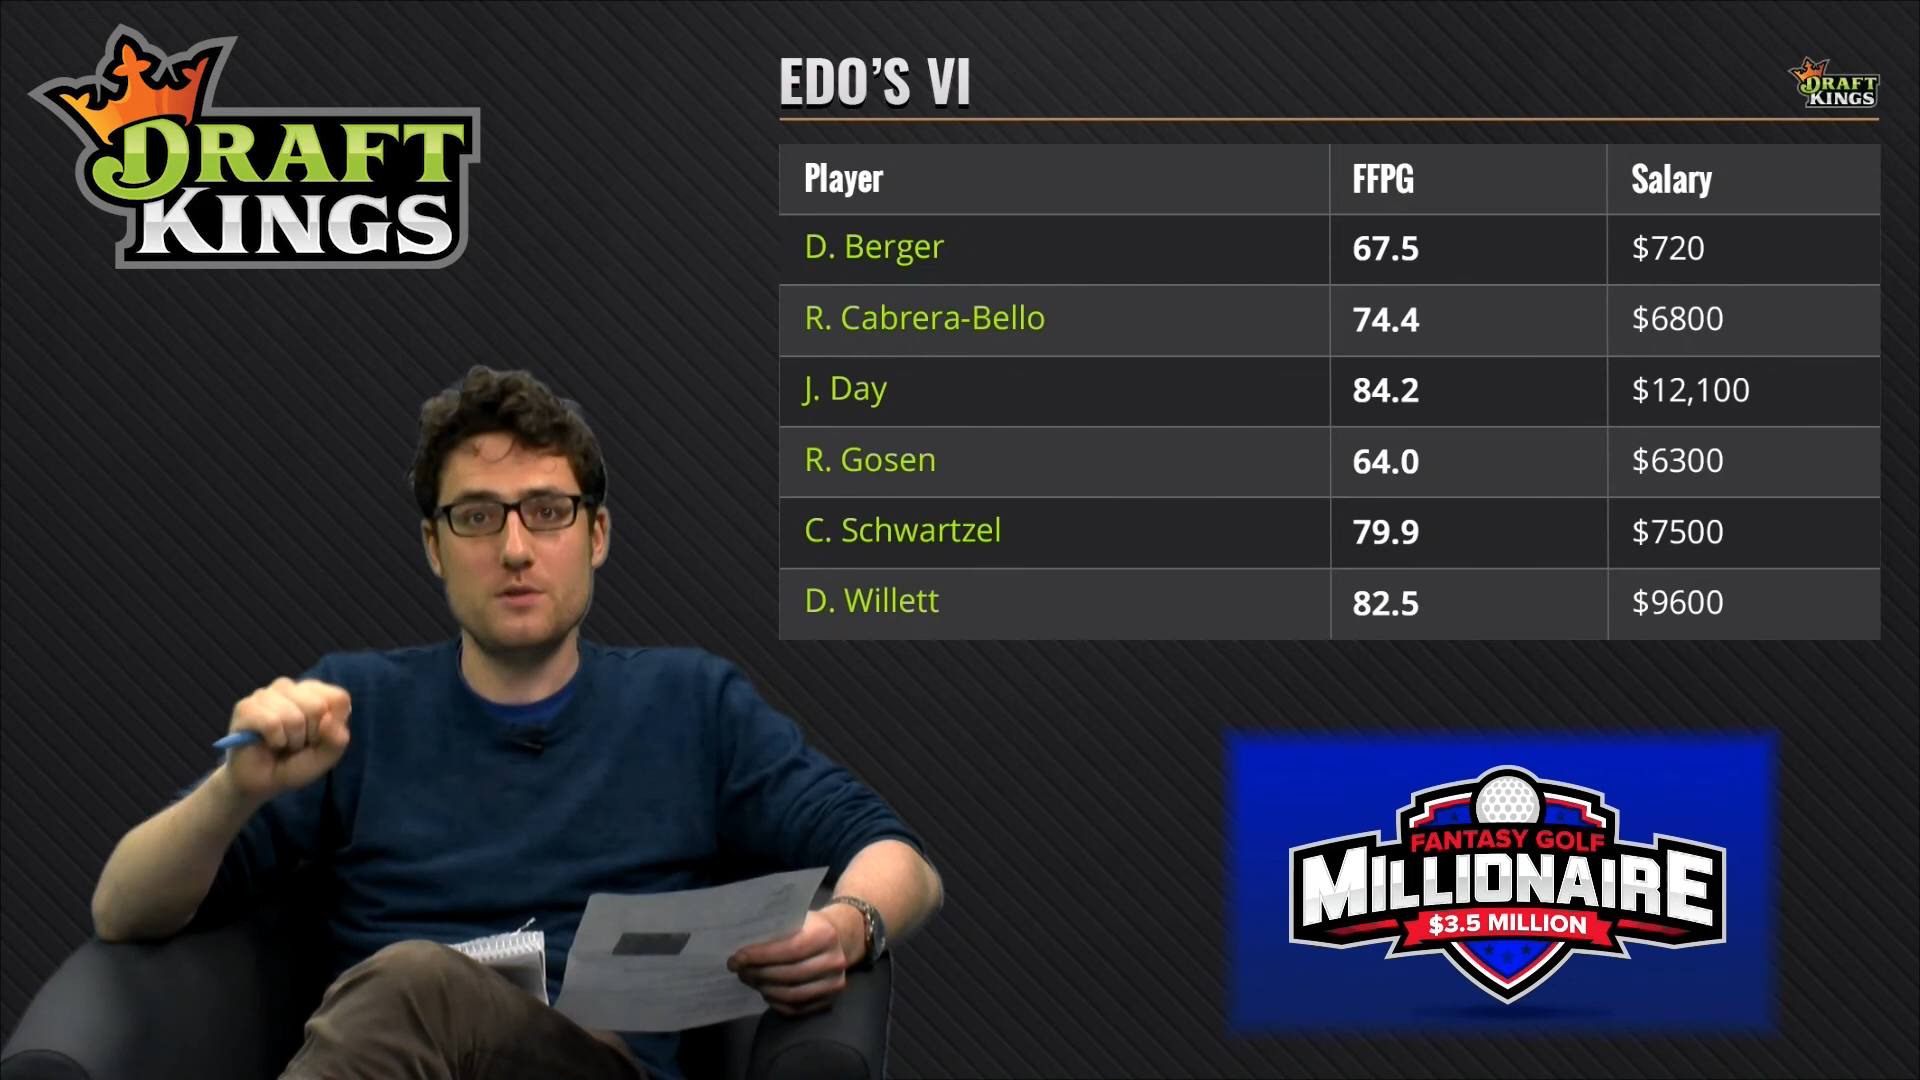 DRAFT
KINGS
EDO'S VI
DRAFT
KINGS
Player FFPG Salary
D. Berger 67.5 $720
R. Cabrera-Bello 74.4 $6800
J. Day 84.2 $12,100
R. Gosen 64.0 $6300
C. Schwartzel 79.9 $7500
D. Willett 82.5 $9600
FANTASY GOLF
MILLIONAIRE
$3.5 MILLION